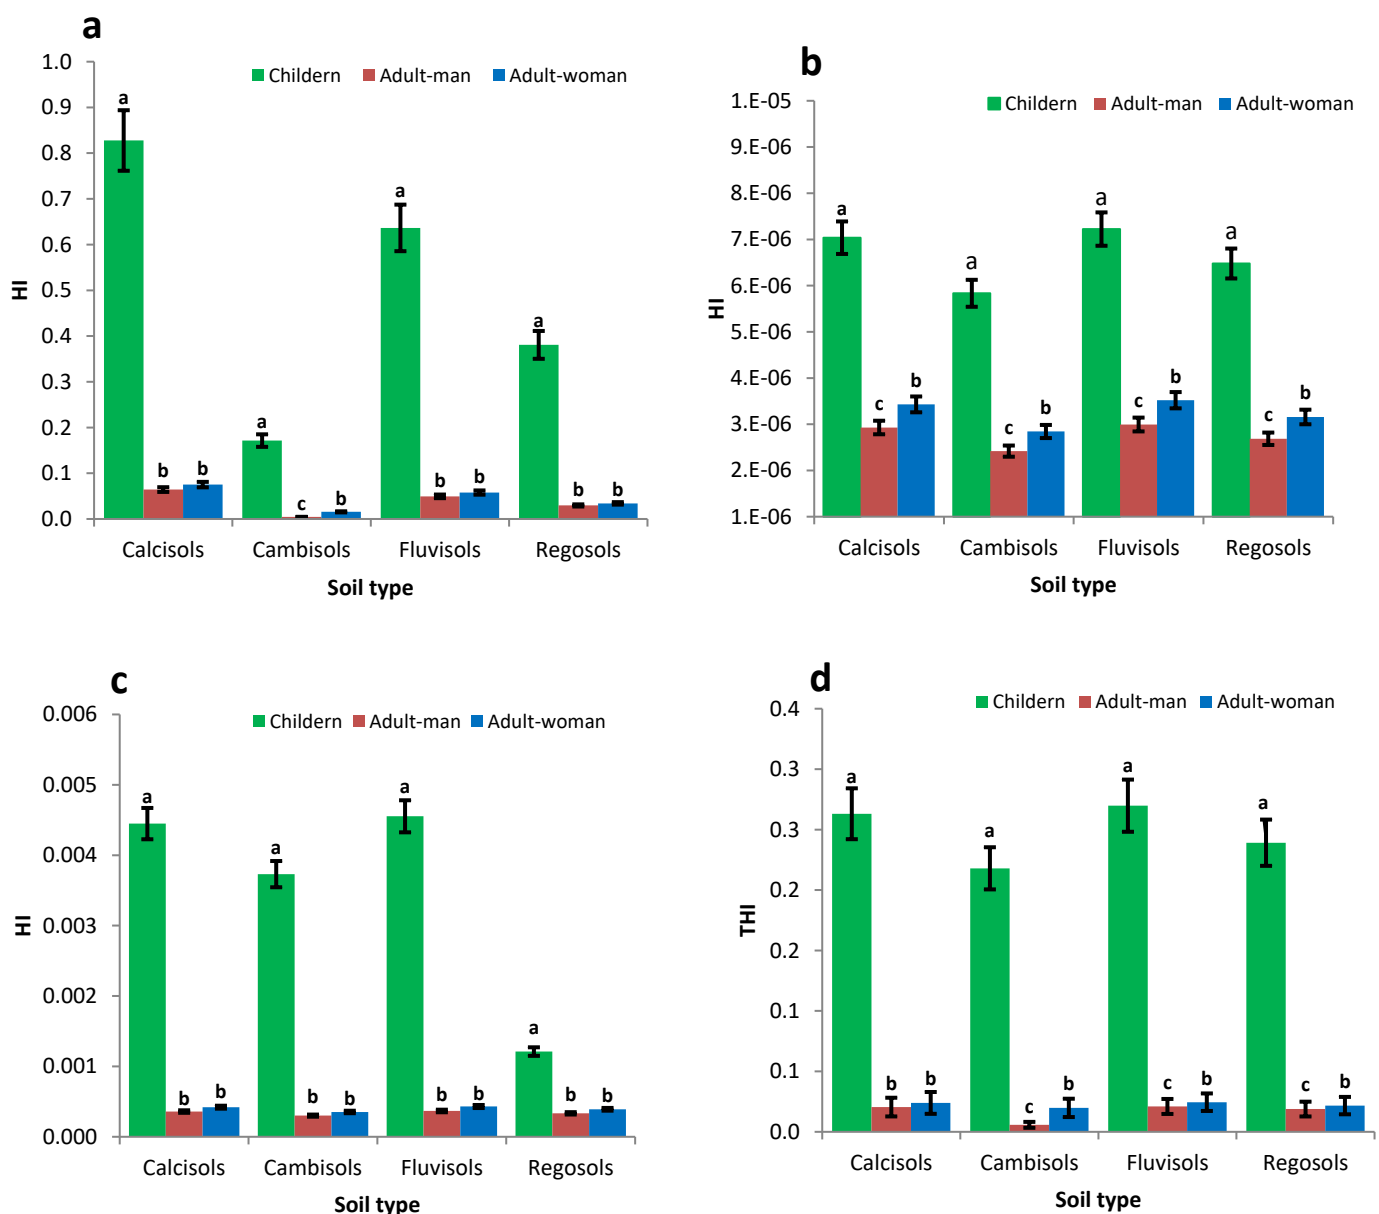 a
Childern Adult-man Adult-woman
1.0
0.9
0.8
0.7
0.6
0.5
0.4
0.3
0.2
0.1
0.0
HI
a
b
b
a
c
b
a
b
b
a
b
b
Calcisols Cambisols Fluvisols Regosols
Soil type
b
Childern Adult-man Adult-woman
1.E-05
9.E-06
8.E-06
7.E-06
6.E-06
5.E-06
4.E-06
3.E-06
2.E-06
1.E-06
HI
a
c
b
a
c
b
a
c
b
a
c
b
Calcisols Cambisols Fluvisols Regosols
Soil type
c
Childern Adult-man Adult-woman
0.006
0.005
0.004
0.003
0.002
0.001
0.000
HI
a
b
b
a
b
b
a
b
b
a
b
b
Calcisols Cambisols Fluvisols Regosols
Soil type
d
Childern Adult-man Adult-woman
0.4
0.3
0.3
0.2
0.2
0.1
0.1
0.0
THI
a
b
b
a
c
b
a
c
b
a
c
b
Calcisols Cambisols Fluvisols Regosols
Soil type